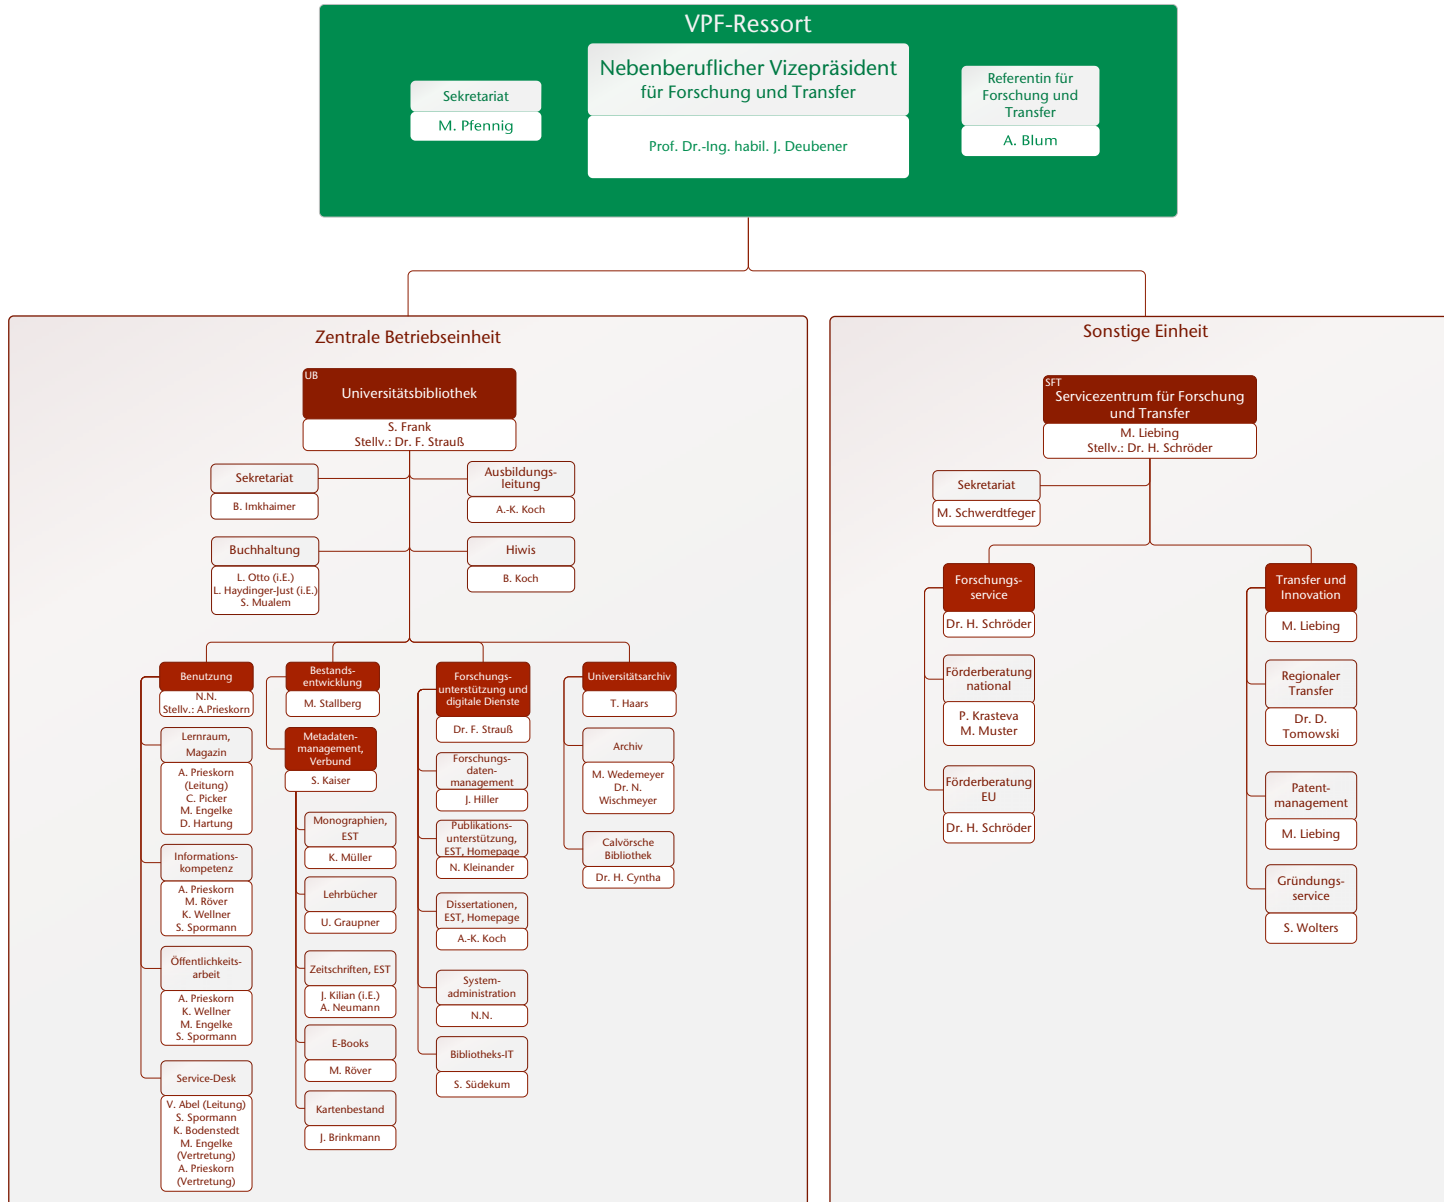 VPF-Ressort
Sekretariat
M. Pfennig
Nebenberuflicher Vizepräsident
für Forschung und Transfer
Prof. Dr.-Ing. habil. J. Deubener
Referentin für
Forschung und
Transfer
A. Blum
Zentrale Betriebseinheit
UB
Universitätsbibliothek
S. Frank
Stellv.: Dr. F. Strauß
Sekretariat
B. Imkhaimer
Ausbildungs-
leitung
A.-K. Koch
Buchhaltung
L. Otto (i.E.)
L. Haydinger-Just (i.E.)
S. Mualem
Hiwis
B. Koch
Benutzung
N.N.
Stellv.: A.Prieskorn
Lernraum,
Magazin
A. Prieskorn
(Leitung)
C. Picker
M. Engelke
D. Hartung
Informations-
kompetenz
A. Prieskorn
M. Röver
K. Wellner
S. Spormann
Öffentlichkeits-
arbeit
A. Prieskorn
K. Wellner
M. Engelke
S. Spormann
Service-Desk
V. Abel (Leitung)
S. Spormann
K. Bodenstedt
M. Engelke
(Vertretung)
A. Prieskorn
(Vertretung)
Bestands-
entwicklung
M. Stallberg
Metadaten-
management,
Verbund
S. Kaiser
Monographien,
EST
K. Müller
Lehrbücher
U. Graupner
Zeitschriften, EST
J. Kilian (i.E.)
A. Neumann
E-Books
M. Röver
Kartenbestand
J. Brinkmann
Forschungs-
unterstützung und
digitale Dienste
Dr. F. Strauß
Forschungs-
daten-
management
J. Hiller
Publikations-
unterstützung,
EST, Homepage
N. Kleinander
Dissertationen,
EST, Homepage
A.-K. Koch
System-
administration
N.N.
Bibliotheks-IT
S. Südekum
Universitätsarchiv
T. Haars
Archiv
M. Wedemeyer
Dr. N.
Wischmeyer
Calvörsche
Bibliothek
Dr. H. Cyntha
Sonstige Einheit
SFT
Servicezentrum für Forschung
und Transfer
M. Liebing
Stellv.: Dr. H. Schröder
Sekretariat
M. Schwerdtfeger
Forschungs-
service
Dr. H. Schröder
Förderberatung
national
P. Krasteva
M. Muster
Förderberatung
EU
Dr. H. Schröder
Transfer und
Innovation
M. Liebing
Regionaler
Transfer
Dr. D.
Tomowski
Patent-
management
M. Liebing
Gründungs-
service
S. Wolters